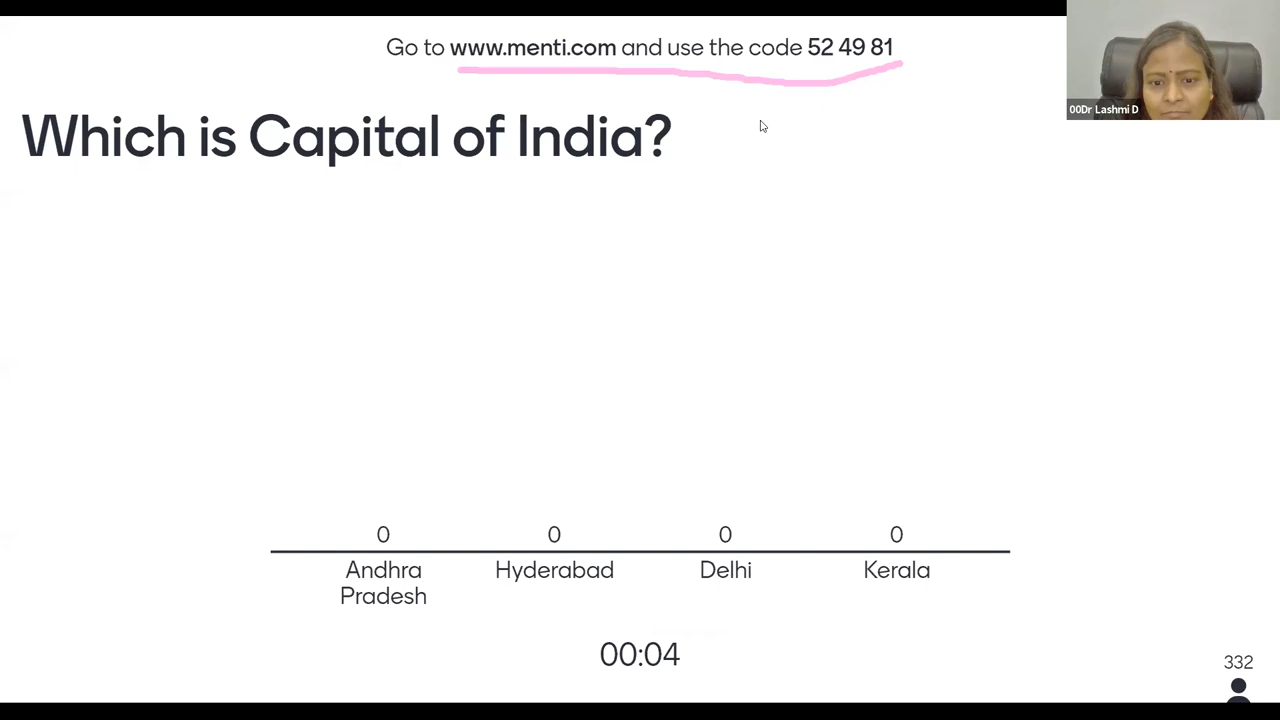 Go to www.menti.com and use the code 52 49 81
00Dr Lashmi D
Which is Capital of India?
0 0 0 0
Andhra Pradesh Hyderabad Delhi Kerala
00:04
332